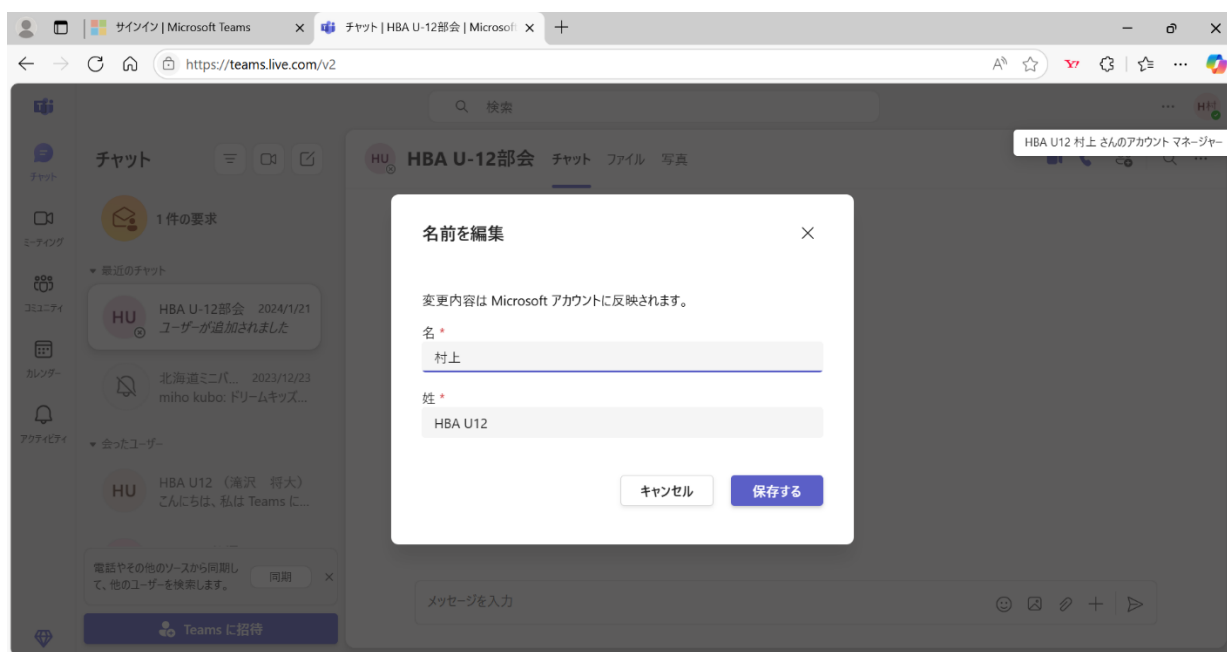 サインイン | Microsoft Teams
チャット | HBA U-12部会 | Microsoft
https://teams.live.com/v2
検索
HBA U12 村上 さんのアカウント マネージャー
チャット
チャット
HU
HBA U-12部会
チャット
ファイル
写真
1 件の要求
ミーティング
最近のチャット
コミュニティ
HU
HBA U-12部会 2024/1/21
ユーザーが追加されました
カレンダー
北海道ミニバ... 2023/12/23
miho kubo: ドリームキッズ...
アクティビティ
会ったユーザー
HU
HBA U12 （滝沢 将大）
こんにちは、私は Teams に...
電話やその他のソースから同期し
て、他のユーザーを検索します。
同期
Teams に招待
名前を編集
変更内容は Microsoft アカウントに反映されます。
名 *
村上
姓 *
HBA U12
キャンセル
保存する
メッセージを入力